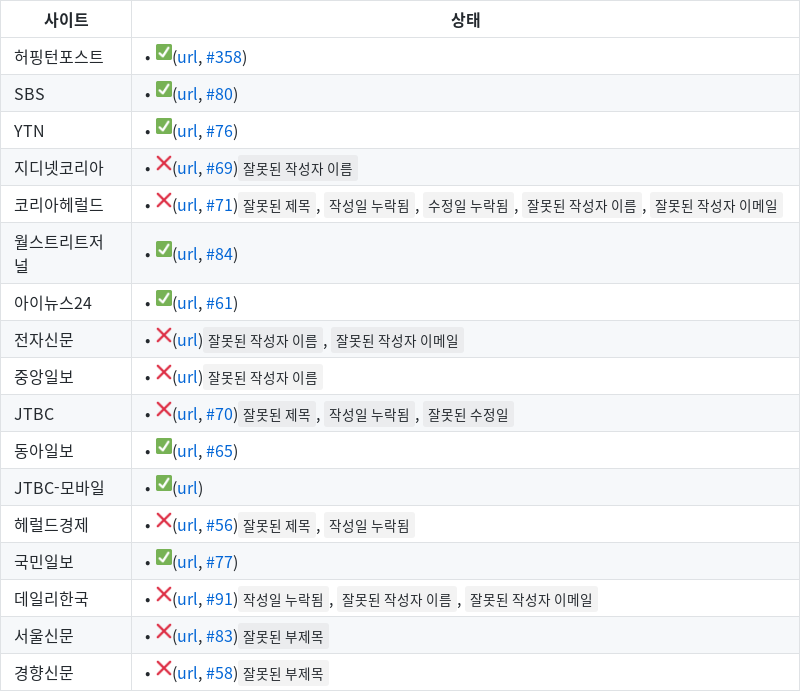 사이트 상태
허핑턴포스트 • ✅(url, #358)
SBS • ✅(url, #80)
YTN • ✅(url, #76)
지디넷코리아 • ❌(url, #69) 잘못된 작성자 이름
코리아헤럴드 • ❌(url, #71) 잘못된 제목 , 작성일 누락됨 , 수정일 누락됨 , 잘못된 작성자 이름 , 잘못된 작성자 이메일
월스트리트저
널 • ✅(url, #84)
아이뉴스24 • ✅(url, #61)
전자신문 • ❌(url) 잘못된 작성자 이름 , 잘못된 작성자 이메일
중앙일보 • ❌(url) 잘못된 작성자 이름
JTBC • ❌(url, #70) 잘못된 제목 , 작성일 누락됨 , 잘못된 수정일
동아일보 • ✅(url, #65)
JTBC-모바일 • ✅(url)
헤럴드경제 • ❌(url, #56) 잘못된 제목 , 작성일 누락됨
국민일보 • ✅(url, #77)
데일리한국 • ❌(url, #91) 작성일 누락됨 , 잘못된 작성자 이름 , 잘못된 작성자 이메일
서울신문 • ❌(url, #83) 잘못된 부제목
경향신문 • ❌(url, #58) 잘못된 부제목